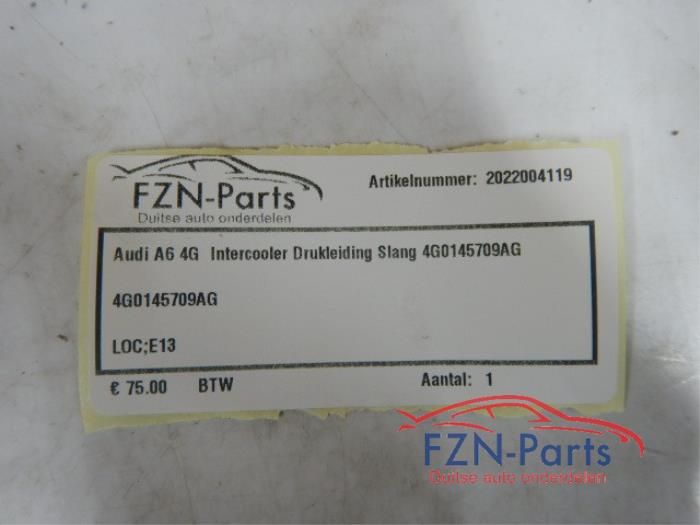 FZN-Parts
Duitse auto onderdelen
Artikelnummer: 2022004119
Audi A6 4G Intercooler Drukleiding Slang 4G0145709AG
4G0145709AG
LOC;E13
€ 75.00 BTW
Aantal: 1
FZN-Parts
Duitse auto onderdelen